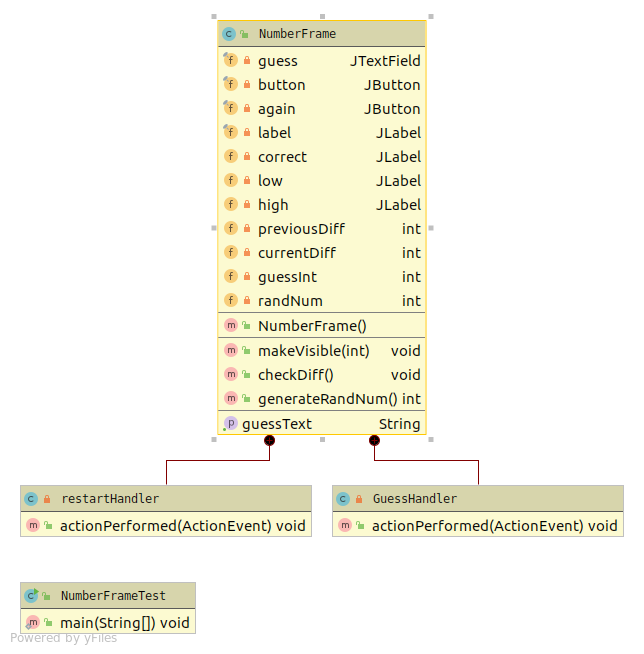 NumberFrame
guess JTextField
button JButton
again JButton
label JLabel
correct JLabel
low JLabel
high JLabel
previousDiff int
currentDiff int
guessInt int
randNum int
NumberFrame()
makeVisible(int) void
checkDiff() void
generateRandNum() int
guessText String
restartHandler
actionPerformed(ActionEvent) void
GuessHandler
actionPerformed(ActionEvent) void
NumberFrameTest
main(String[]) void
Powered by yFiles